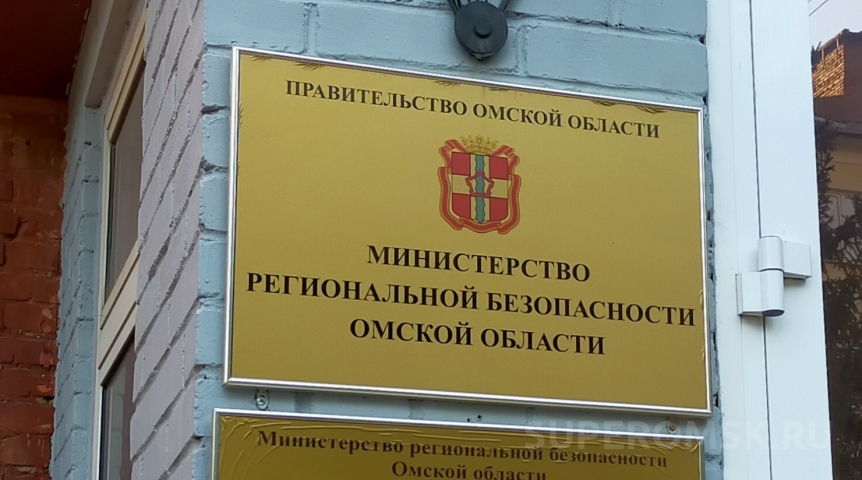 ПРАВИТЕЛЬСТВО ОМСКОЙ ОБЛАСТИ
МИНИСТЕРСТВО
РЕГИОНАЛЬНОЙ БЕЗОПАСНОСТИ
ОМСКОЙ ОБЛАСТИ
Министерство региональной безопасности
Омской области
SUPEROMSK.RU